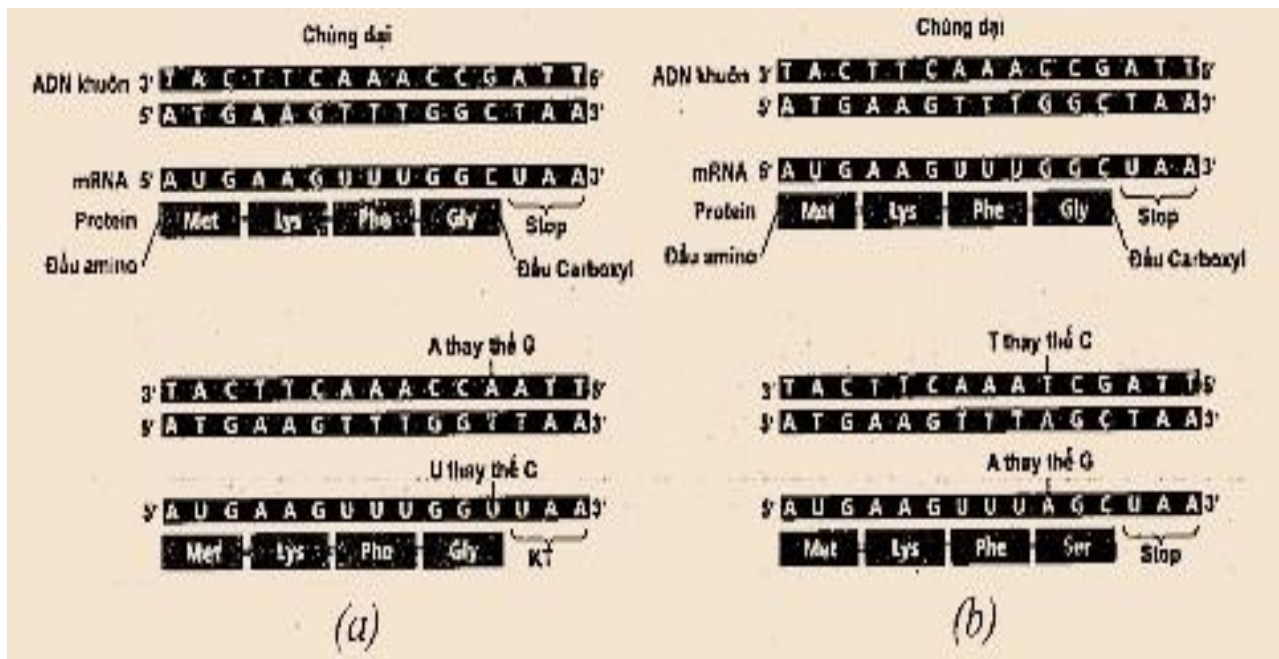 Chủng dại
ADN khuôn 3' T A C T T C A A A C C G A T T 5'
5' A T G A A G T T T G G C T A A 3'
mRNA 5' A U G A A G U U U G G C U A A 3'
Protein Met Lys Phe Gly Stop
Đầu amino Đầu Carboxyl
A thay thế G
3' T A C T T C A A A C C A A T T 5'
5' A T G A A G T T T G G T T A A 3'
U thay thế C
5' A U G A A G U U U G G U U A A 3'
Met Lys Phe Gly KT
(a)
Chủng dại
ADN khuôn 3' T A C T T C A A A C C G A T T 5'
5' A T G A A G T T T G G C T A A 3'
mRNA 5' A U G A A G U U U G G C U A A 3'
Protein Met Lys Phe Gly Stop
Đầu amino Đầu Carboxyl
T thay thế C
3' T A C T T C A A A T C G A T T 5'
5' A T G A A G T T T A G C T A A 3'
A thay thế G
5' A U G A A G U U U A G C U A A 3'
Met Lys Phe Ser Stop
(b)